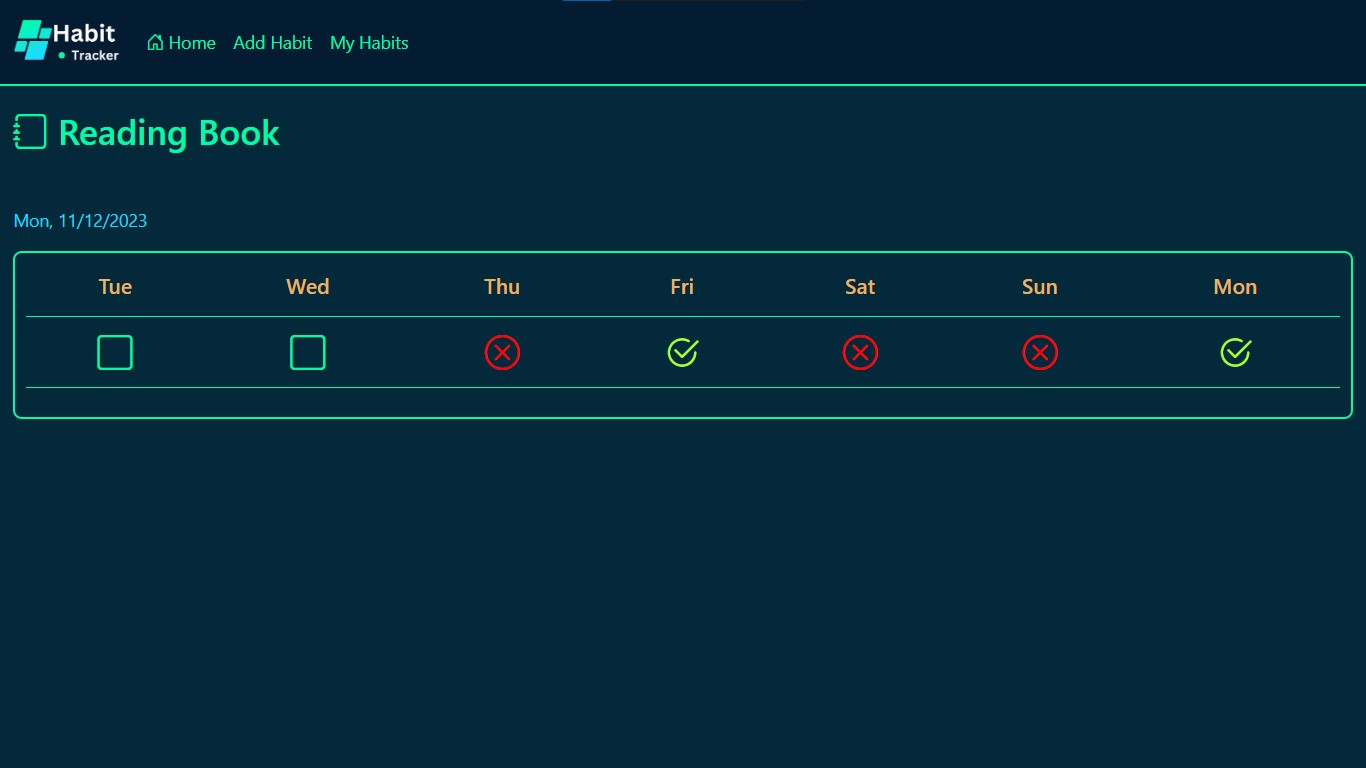 Habit
Tracker
Home Add Habit My Habits
Reading Book
Mon, 11/12/2023
Tue Wed Thu Fri Sat Sun Mon